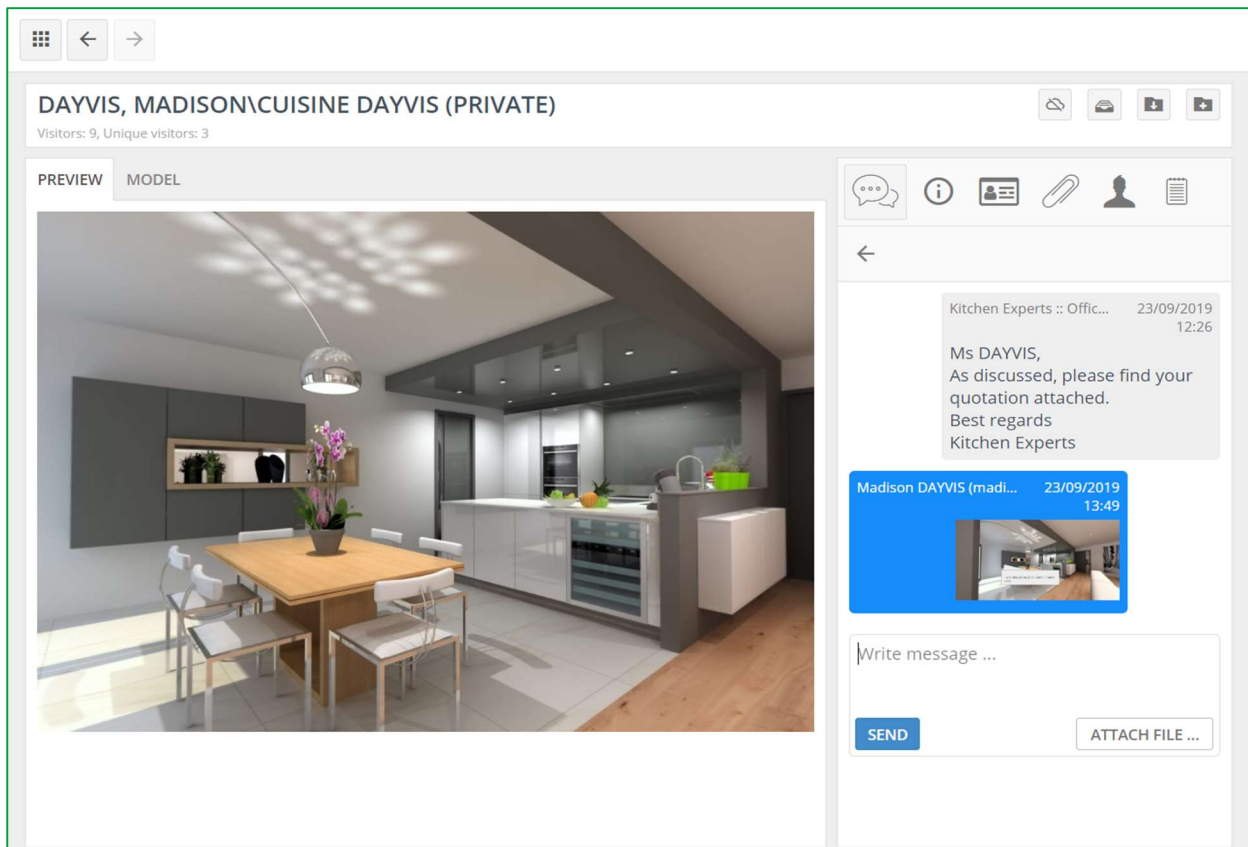 DAYVIS, MADISON\CUISINE DAYVIS (PRIVATE)
Visitors: 9, Unique visitors: 3
PREVIEW MODEL
Kitchen Experts :: Offic... 23/09/2019
12:26
Ms DAYVIS,
As discussed, please find your
quotation attached.
Best regards
Kitchen Experts
Madison DAYVIS (madi... 23/09/2019
13:49
Write message ...
SEND
ATTACH FILE ...